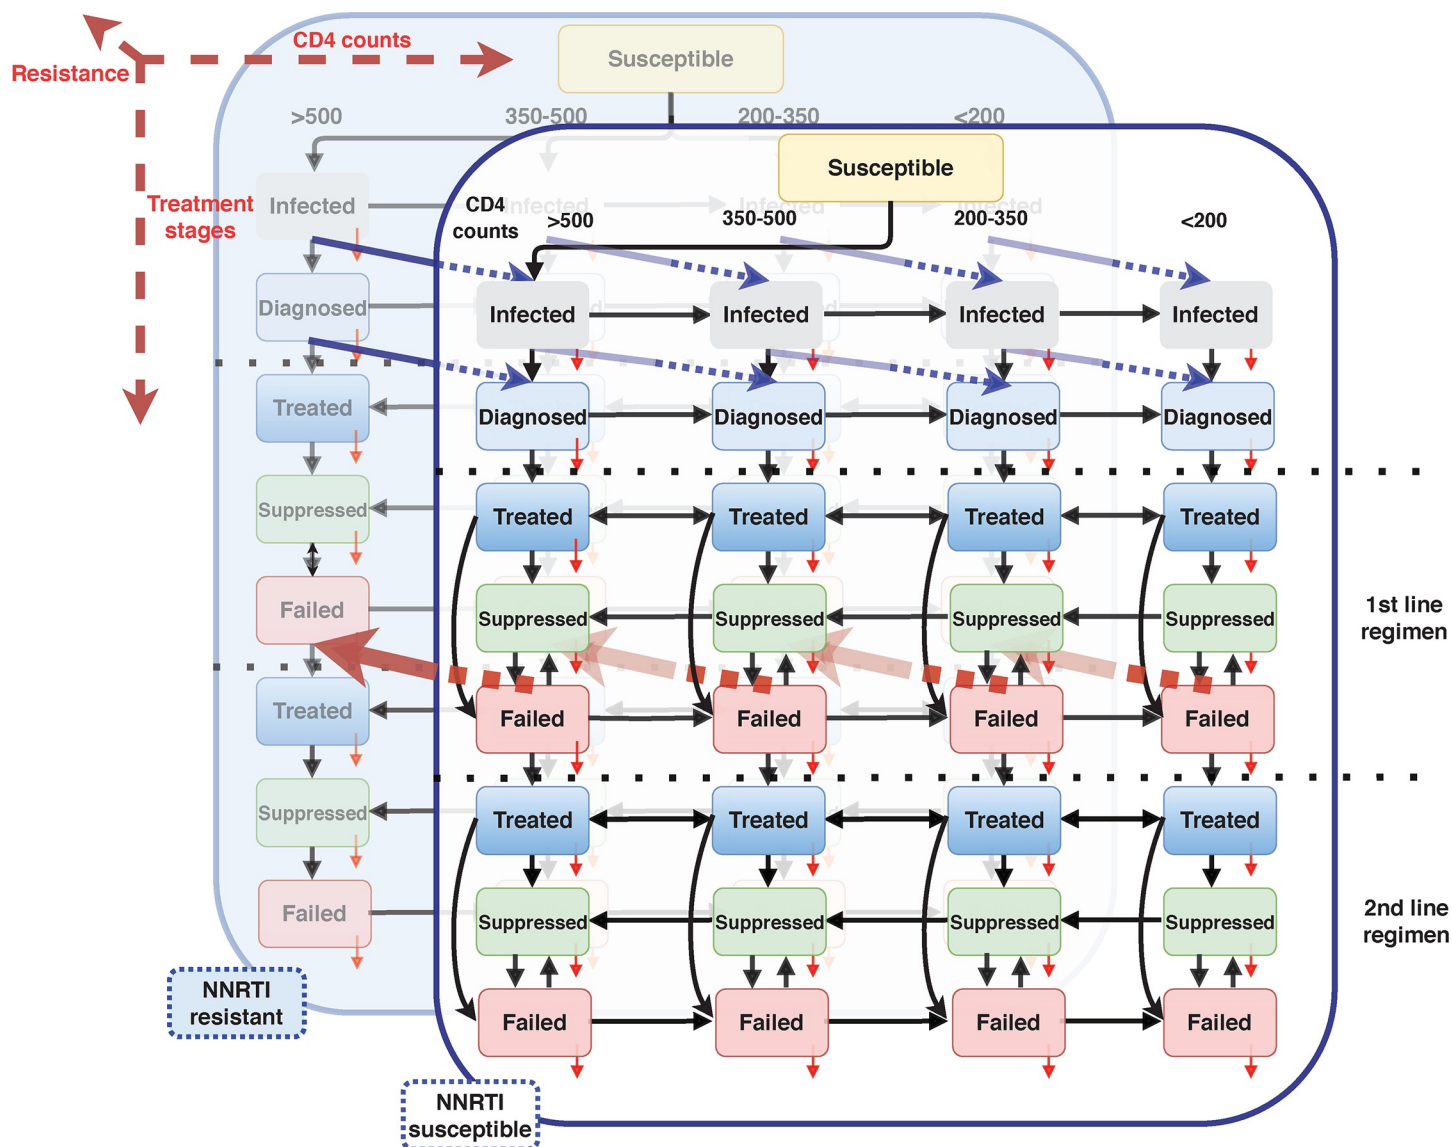 CD4 counts
Resistance
Treatment
stages
Susceptible
>500 350-500 200-350 <200
Infected Infected Infected Infected
Diagnosed
Treated
Suppressed
Failed
Treated
Suppressed
Failed
NNRTI
resistant
Susceptible
CD4
counts
>500 350-500 200-350 <200
Infected Infected Infected Infected
Diagnosed Diagnosed Diagnosed Diagnosed
Treated Treated Treated Treated
Suppressed Suppressed Suppressed Suppressed
Failed Failed Failed Failed
1st line
regimen
Treated Treated Treated Treated
Suppressed Suppressed Suppressed Suppressed
Failed Failed Failed Failed
2nd line
regimen
NNRTI
susceptible